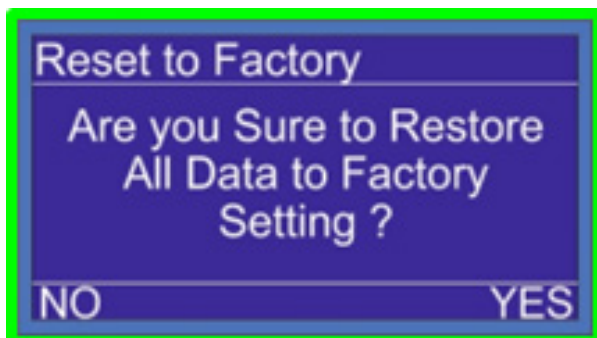 Reset to Factory
Are you Sure to Restore
All Data to Factory
Setting ?
NO YES